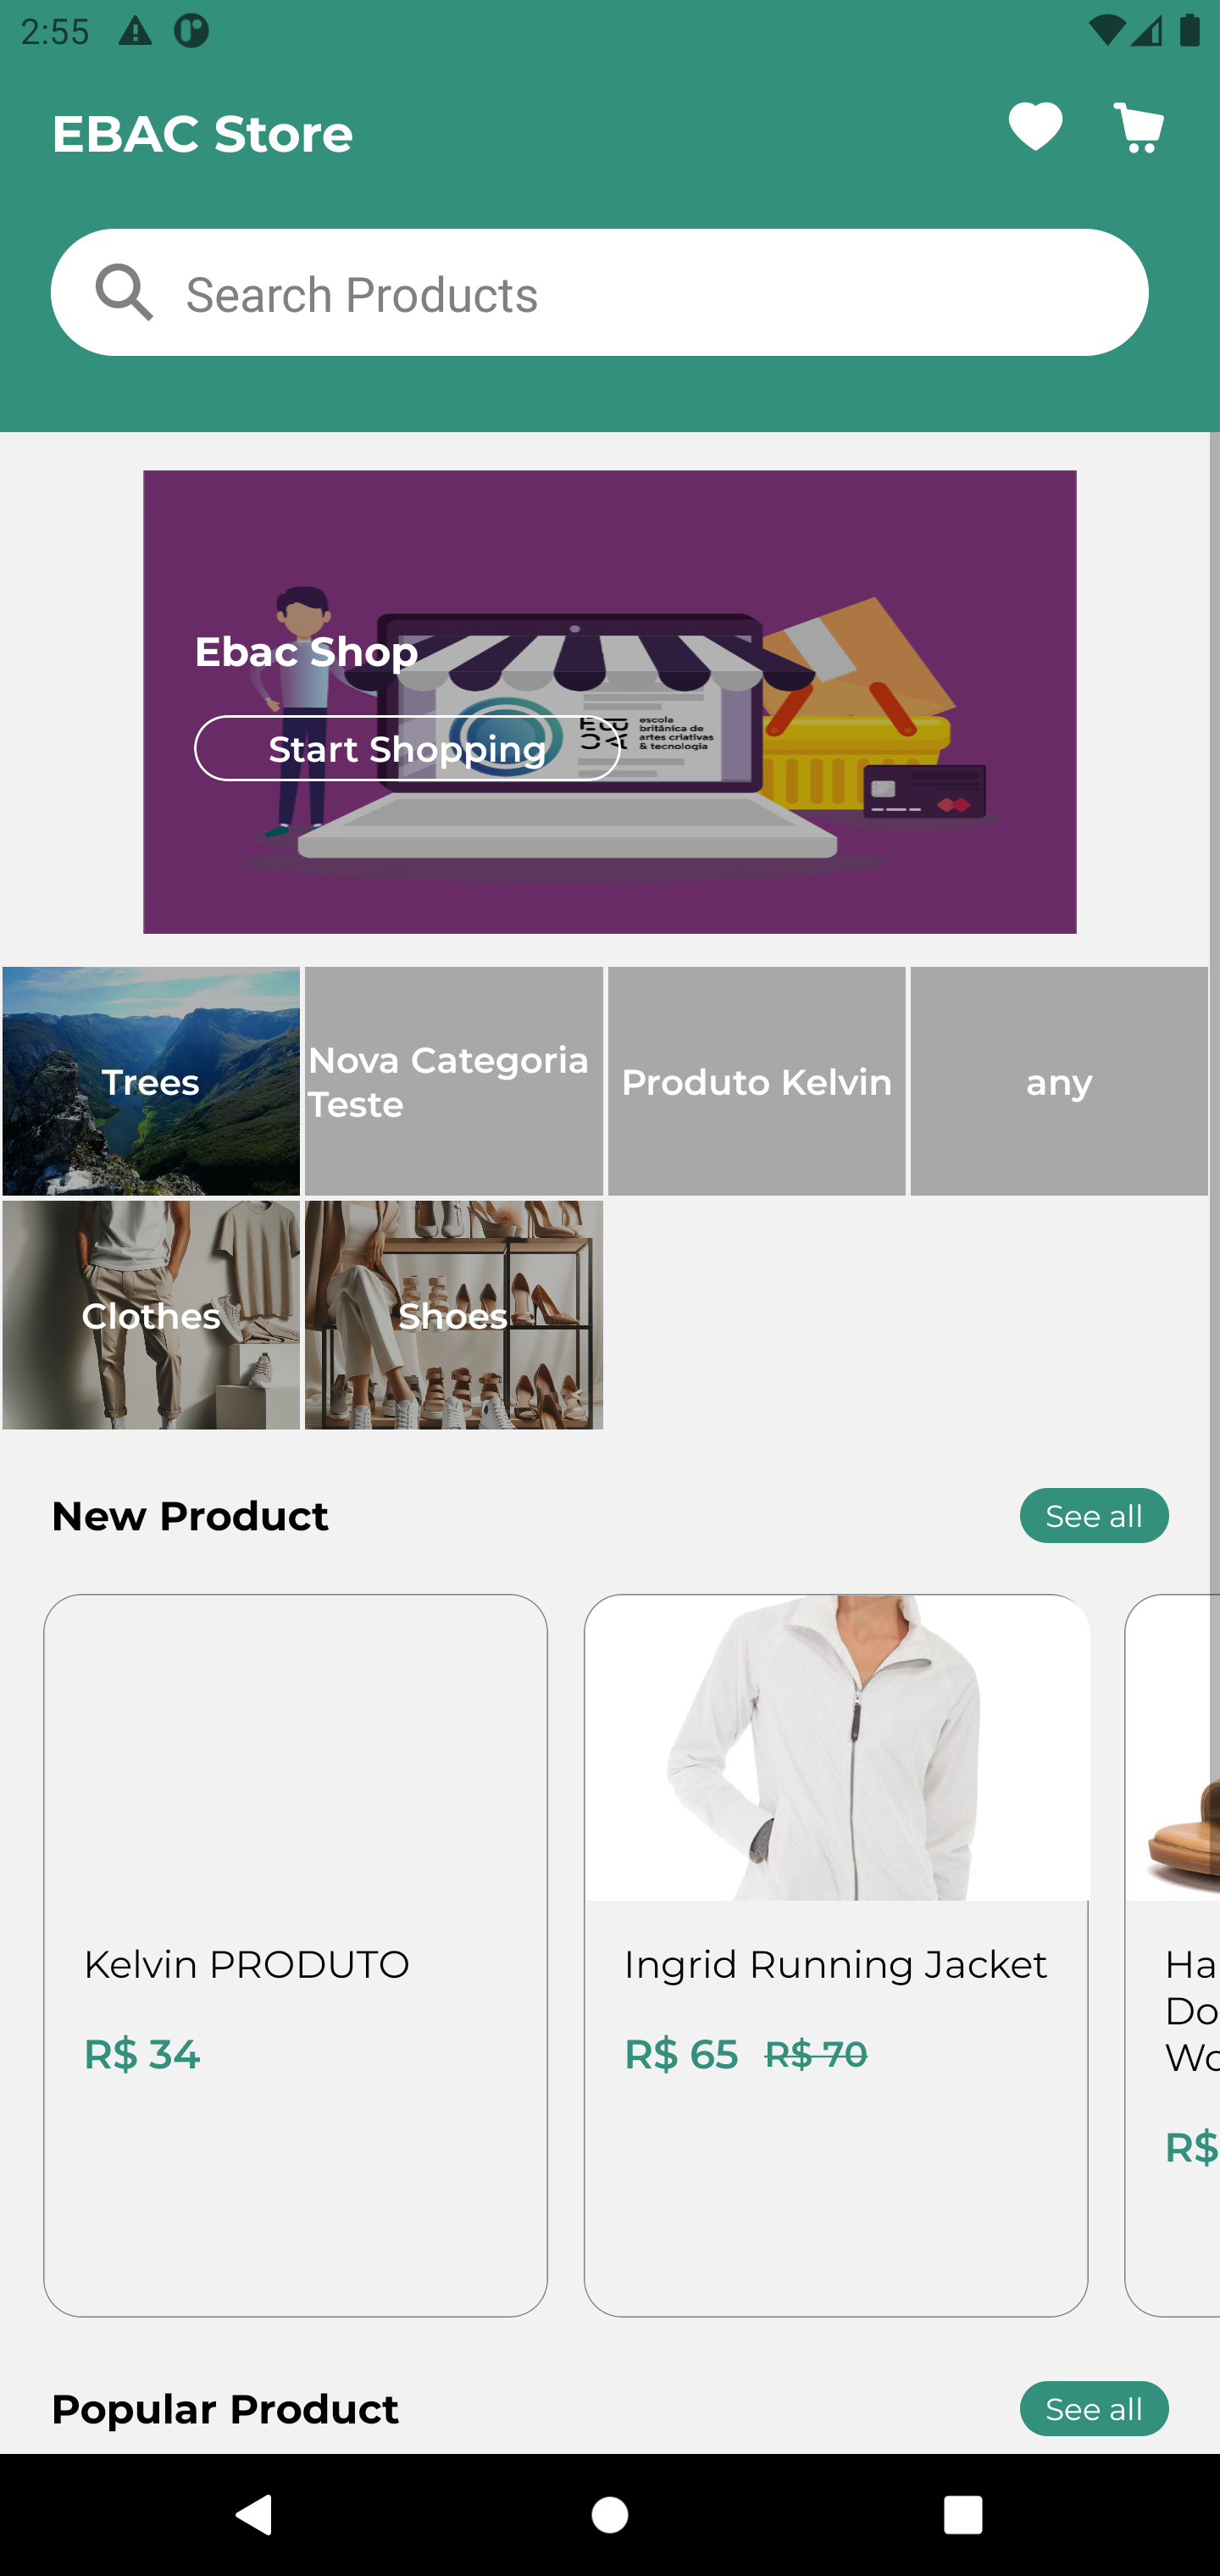 2:55
EBAC Store
Search Products
Ebac Shop
escola
britânica de
artes criativas
& tecnologia
Start Shopping
Trees
Nova Categoria
Teste
Produto Kelvin
any
Clothes
Shoes
New Product
See all
Kelvin PRODUTO
R$ 34
Ingrid Running Jacket
R$ 65 R$ 70
Ha
Do
Wo
R$
Popular Product
See all